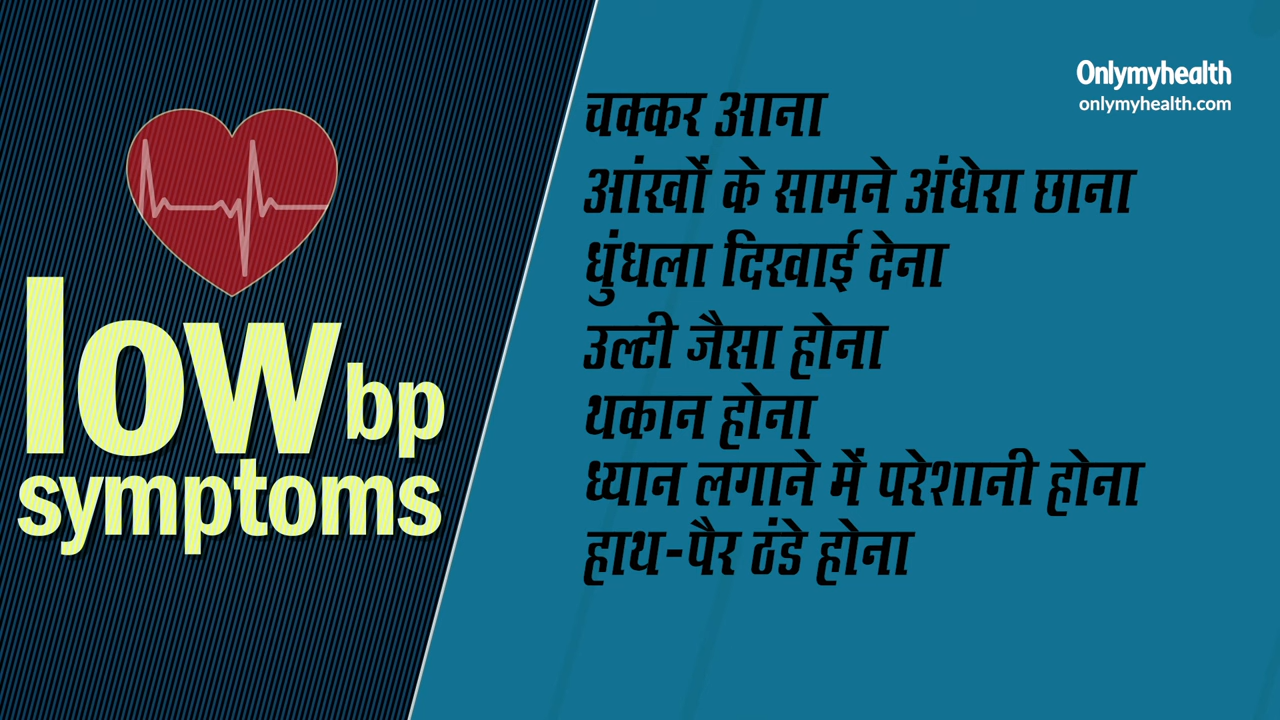 low bp
symptoms
Onlymyhealth
onlymyhealth.com
चक्कर आना
आंखों के सामने अंधेरा छाना
धुंधला दिखाई देना
उल्टी जैसा होना
थकान होना
ध्यान लगाने में परेशानी होना
हाथ-पैर ठंडे होना